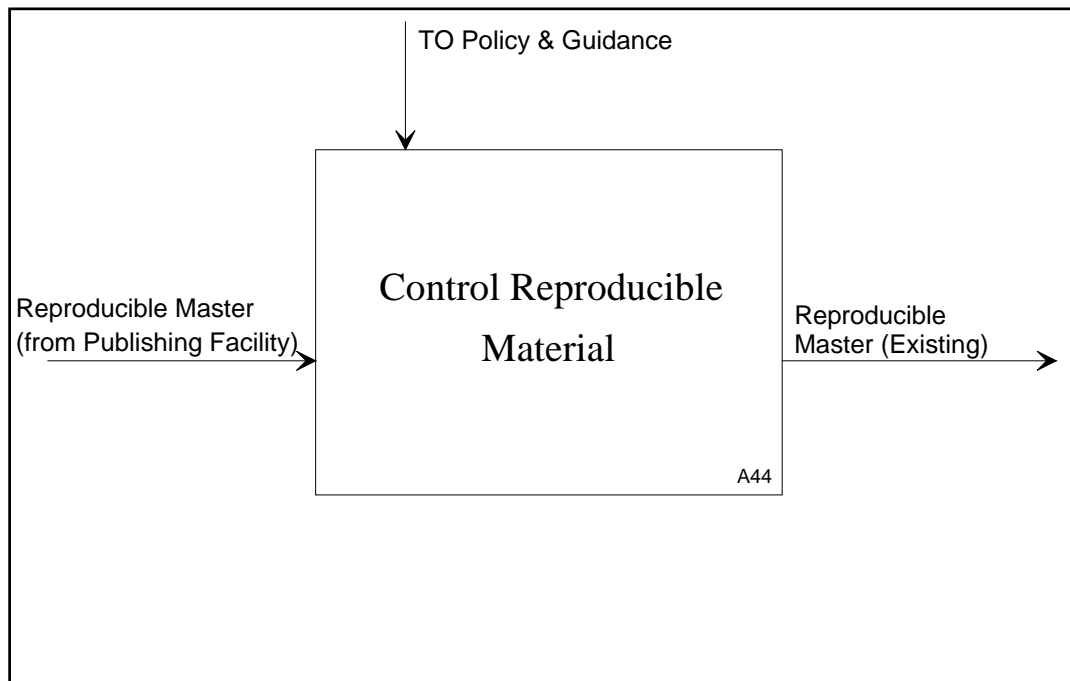 TO Policy & Guidance
Control Reproducible
Material
Reproducible Master
(from Publishing Facility)
Reproducible
Master (Existing)
A44